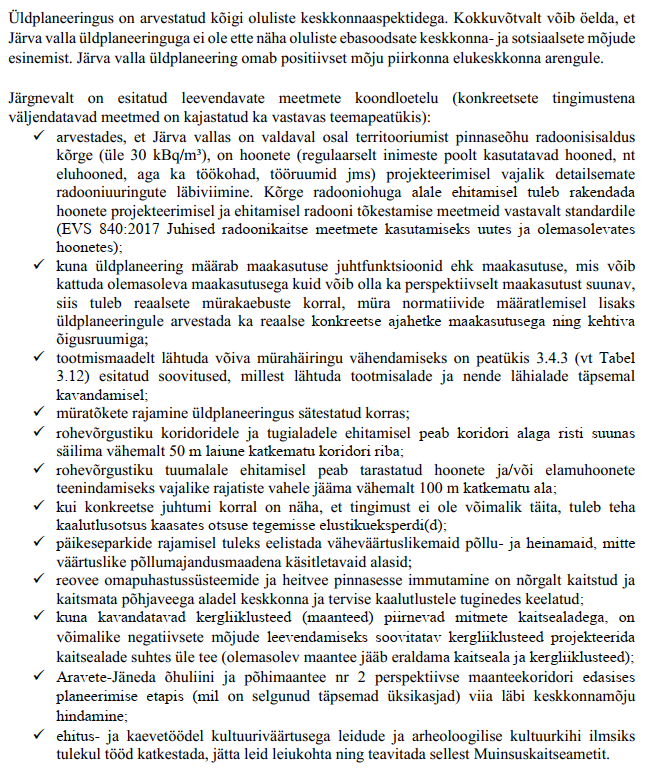 Üldplaneeringus on arvestatud kõigi oluliste keskkonnaaspektidega. Kokkuvõtvalt võib öelda, et
Järva valla üldplaneeringuga ei ole ette näha oluliste ebasoodsate keskkonna- ja sotsiaalsete mõjude
esinemist. Järva valla üldplaneering omab positiivset mõju piirkonna elukeskkonna arengule.
Järgnevalt on esitatud leevendavate meetmete koondloetelu (konkreetsete tingimustena
väljendatavad meetmed on kajastatud ka vastavas teemapeatükis):
✓ arvestades, et Järva vallas on valdaval osal territooriumist pinnaseõhu radoonisisaldus
kõrge (üle 30 kBq/m³), on hoonete (regulaarselt inimeste poolt kasutatavad hooned, nt
eluhooned, aga ka töökohad, tööruumid jms) projekteerimisel vajalik detailsemate
radooniuuringute läbiviimine. Kõrge radooniohuga alale ehitamisel tuleb rakendada
hoonete projekteerimisel ja ehitamisel radooni tõkestamise meetmeid vastavalt standardile
(EVS 840:2017 Juhised radoonikaitse meetmete kasutamiseks uutes ja olemasolevates
hoonetes);
✓ kuna üldplaneering määrab maakasutuse juhtfunktsioonid ehk maakasutuse, mis võib
kattuda olemasoleva maakasutusega kuid võib olla ka perspektiivselt maakasutust suunav,
siis tuleb reaalsete mürakaebuste korral, müra normatiivide määratlemisel lisaks
üldplaneeringule arvestada ka reaalse konkreetse ajahetke maakasutusega ning kehtiva
õigusruumiga;
✓ tootmismaadelt lähtuda võiva mürahäiringu vähendamiseks on peatükis 3.4.3 (vt Tabel
3.12) esitatud soovitused, millest lähtuda tootmisalade ja nende lähialade täpsemal
kavandamisel;
✓ müratõkete rajamine üldplaneeringus sätestatud korras;
✓ rohevõrgustiku koridoridele ja tugialadele ehitamisel peab koridori alaga risti suunas
säilima vähemalt 50 m laiune katkematu koridori riba;
✓ rohevõrgustiku tuumalale ehitamisel peab tarastatud hoonete ja/või elamuhoonete
teenindamiseks vajalike rajatiste vahele jääma vähemalt 100 m katkematu ala;
✓ kui konkreetse juhtumi korral on näha, et tingimust ei ole võimalik täita, tuleb teha
kaalutlusotsus kaasates otsuse tegemisse elustikueksperdi(d);
✓ päikeseparkide rajamisel tuleks eelistada väheväärtuslikemaid põllu- ja heinamaid, mitte
väärtuslike põllumajandusmaadena käsitletavaid alasid;
✓ reovee omapuhastussüsteemide ja heitvee pinnasesse immutamine on nõrgalt kaitstud ja
kaitsmata põhjaveega aladel keskkonna ja tervise kaalutlustele tuginedes keelatud;
✓ kuna kavandatavad kergliiklusteed (maanteed) piirnevad mitmete kaitsealadega, on
võimalike negatiivsete mõjude leevendamiseks soovitatav kergliiklusteed projekteerida
kaitsealade suhtes üle tee (olemasolev maantee jääb eraldama kaitseala ja kergliiklusteed);
✓ Aravete-Jäneda õhuliini ja põhimaantee nr 2 perspektiivse maanteekoridori edasises
planeerimise etapis (mil on selgunud täpsemad üksikasjad) viia läbi keskkonnamõju
hindamine;
✓ ehitus- ja kaevetöödel kultuuriväärtusega leidude ja arheoloogilise kultuurkihi ilmsiks
tulekul tööd katkestada, jätta leid leiukohta ning teavitada sellest Muinsuskaitseametit.